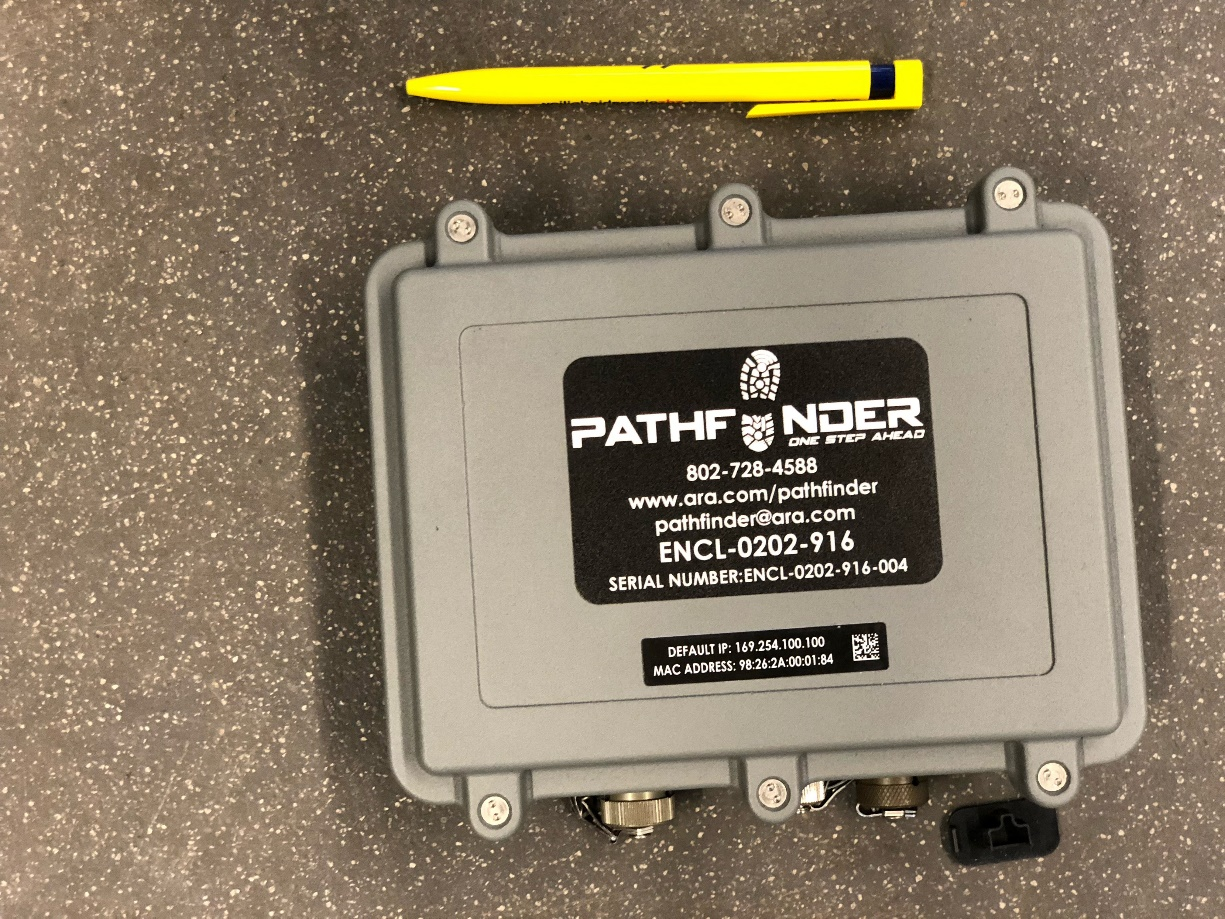 PATHFINDER
ONE STEP AHEAD
802-728-4588
www.ara.com/pathfinder
pathfinder@ara.com
ENCL-0202-916
SERIAL NUMBER:ENCL-0202-916-004
DEFAULT IP: 169.254.100.100
MAC ADDRESS: 98:26:2A:00:01:84